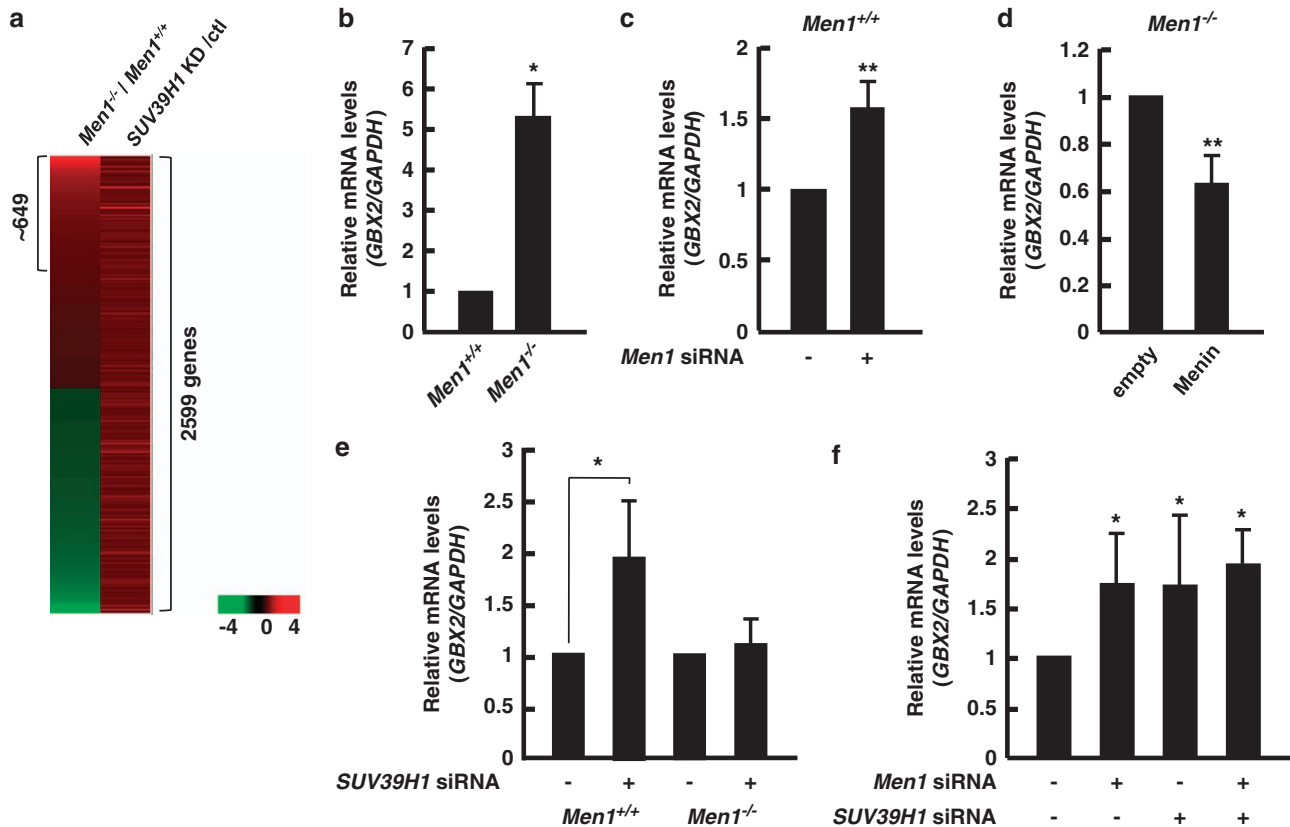 a
Men1-/- / Men1+/+
SUV39H1 KD /ctl
~649
2599 genes
-4 0 4
b
Relative mRNA levels
(GBX2/GAPDH)
7
6
5
4
3
2
1
0
*
Men1+/+
Men1-/-
c
Men1+/+
Relative mRNA levels
(GBX2/GAPDH)
2
1.5
1
0.5
0
**
Men1 siRNA - +
d
Men1-/-
Relative mRNA levels
(GBX2/GAPDH)
1.2
1
0.8
0.6
0.4
0.2
0
**
empty
Menin
e
Relative mRNA levels
(GBX2/GAPDH)
3
2.5
2
1.5
1
0.5
0
*
SUV39H1 siRNA - + - +
Men1+/+ Men1-/-
f
Relative mRNA levels
(GBX2/GAPDH)
3
2.5
2
1.5
1
0.5
0
* * *
Men1 siRNA - + - +
SUV39H1 siRNA - - + +